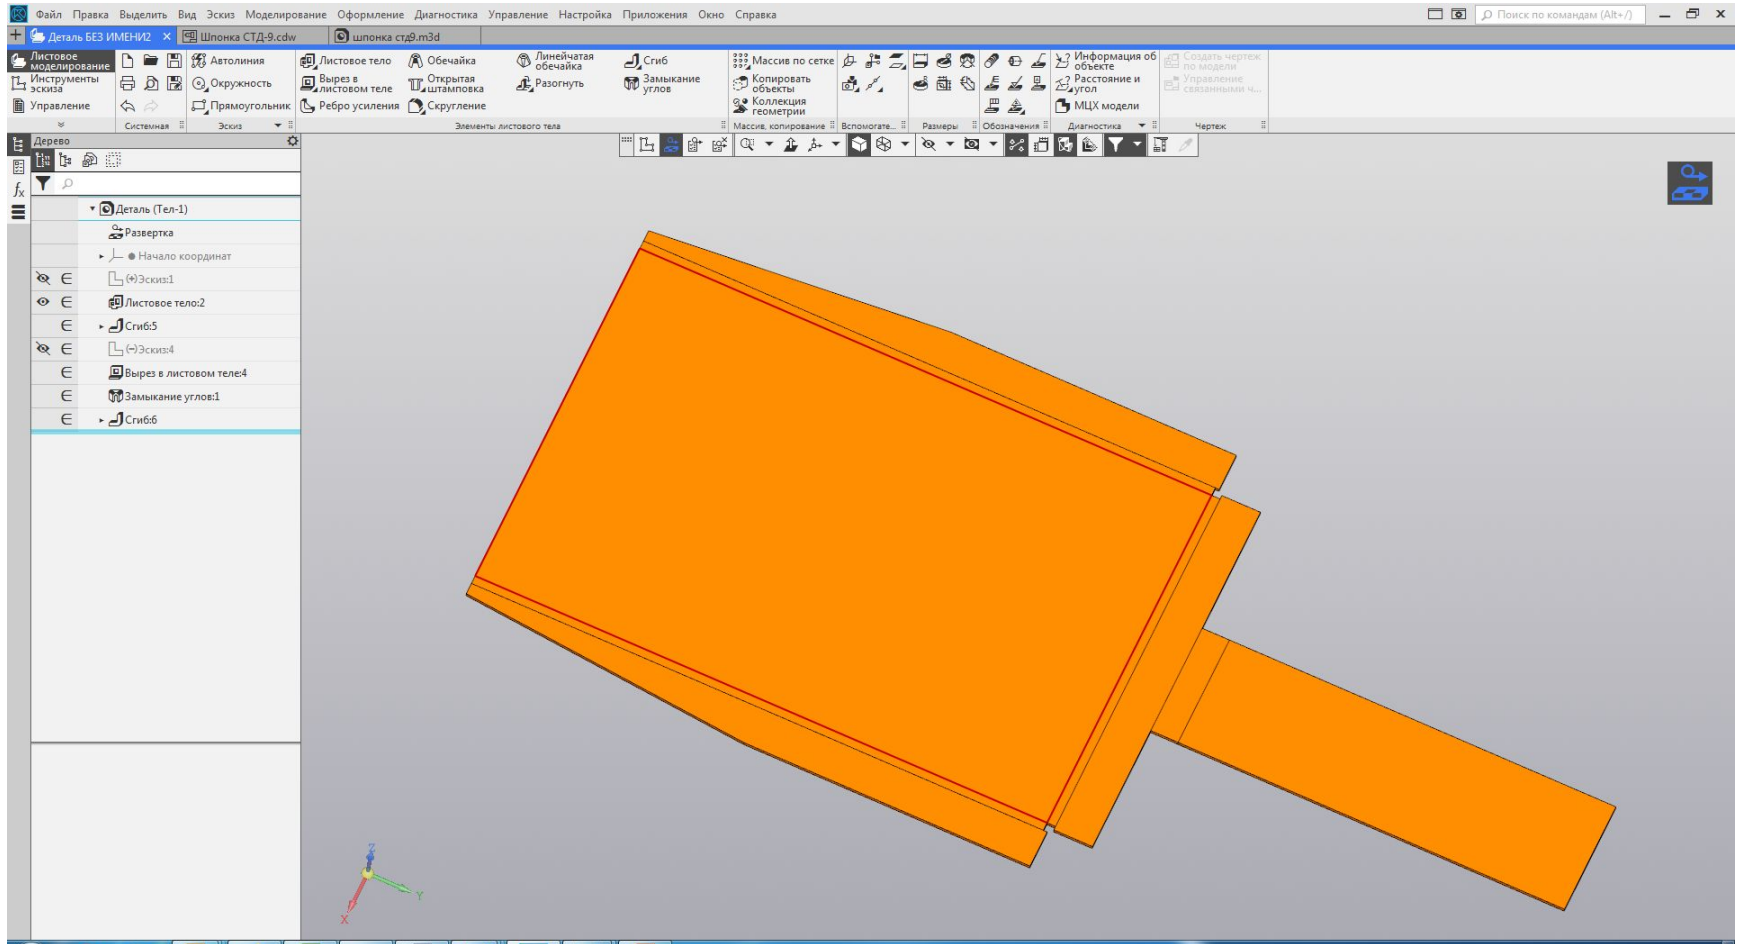 Файл Правка Выделить Вид Эскиз Моделирование Оформление Диагностика Управление Настройка Приложения Окно Справка
Поиск по командам (Alt+/)
Деталь БЕЗ ИМЕНИ2
Шпонка СТД-9.cdw
шпонка стд9.m3d
Листовое моделирование
Инструменты эскиза
Управление
Системная
Автолиния
Окружность
Прямоугольник
Эскиз
Листовое тело
Вырез в листовом теле
Ребро усиления
Обечайка
Открытая штамповка
Скругление
Линейчатая обечайка
Разогнуть
Сгиб
Замыкание углов
Элементы листового тела
Массив по сетке
Копировать объекты
Коллекция геометрии
Массив, копирование
Вспомогате...
Размеры
Обозначения
Информация об объекте
Расстояние и угол
МЦХ модели
Диагностика
Создать чертеж по модели
Управление связанными ч...
Чертеж
Дерево
Деталь (Тел-1)
Развертка
Начало координат
(+)Эскиз:1
Листовое тело:2
Сгиб:5
(−)Эскиз:4
Вырез в листовом теле:4
Замыкание углов:1
Сгиб:6
Z
Y
X